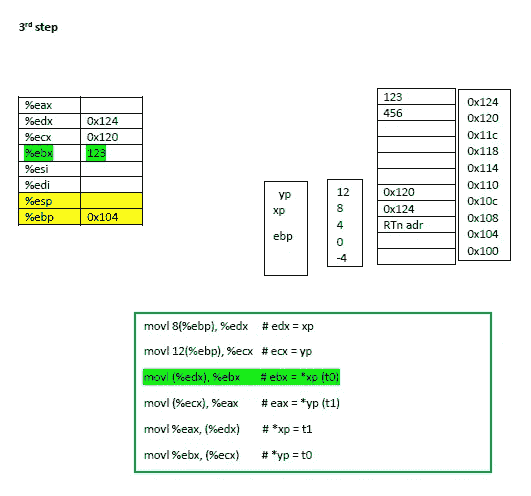 3rd step
%eax
%edx 0x124
%ecx 0x120
%ebx 123
%esi
%edi
%esp
%ebp 0x104
yp
xp
ebp
12
8
4
0
-4
123
456
0x120
0x124
RTn adr
0x124
0x120
0x11c
0x118
0x114
0x110
0x10c
0x108
0x104
0x100
movl 8(%ebp), %edx # edx = xp
movl 12(%ebp), %ecx # ecx = yp
movl (%edx), %ebx # ebx = *xp (t0)
movl (%ecx), %eax # eax = *yp (t1)
movl %eax, (%edx) # *xp = t1
movl %ebx, (%ecx) # *yp = t0